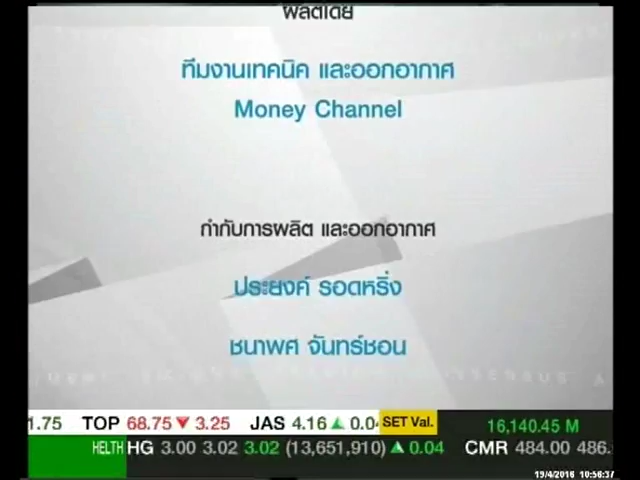 ผลิตโดย
ทีมงานเทคนิค และออกอากาศ
Money Channel
กำกับการผลิต และออกอากาศ
ประยงค์ รอดหริ่ง
ชนาพศ จันทร์ชอน
1.75 TOP 68.75 ▼ 3.25 JAS 4.16 ▲ 0.04 SET Val. 16,140.45 M
HELTH HG 3.00 3.02 3.02 (13,651,910) ▲ 0.04 CMR 484.00 486.
19/4/2016 10:56:37